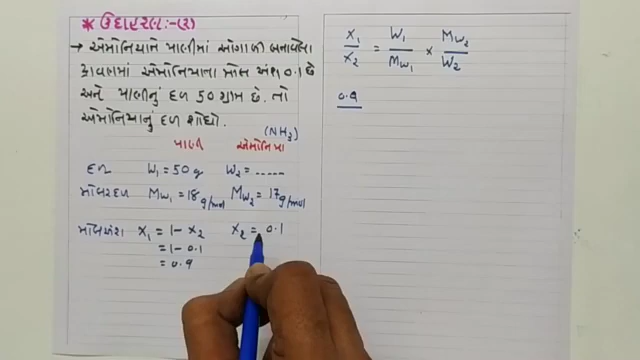 * ઉદાહરણ:-(૩)
→ એમોનિયાને પાણીમાં ઓગાળી બનાવેલા
દ્રાવણમાં એમોનિયાના મોલ અંશ 0.1 છે
અને પાણીનું દળ 50 ગ્રામ છે. તો
એમોનિયાનું દળ શોધો.
(NH₃)
પાણી એમોનિયા
દળ W₁ = 50 g W₂ = -----
મોલરદળ MW₁ = 18 g/mol MW₂ = 17 g/mol
મોલઅંશ x₁ = 1 - x₂ x₂ = 0.1
= 1 - 0.1
= 0.9
x₁/x₂ = W₁/MW₁ × MW₂/W₂
0.9